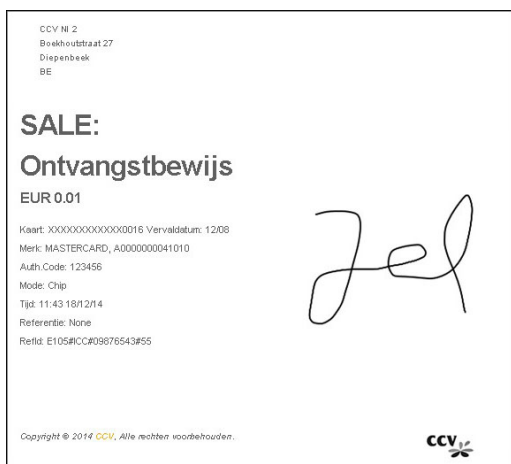 CCV NI 2
Boekhoutstraat 27
Diepenbeek
BE
SALE:
Ontvangstbewijs
EUR 0.01
Kaart: XXXXXXXXXXXX0016 Vervaldatum: 12/08
Merk: MASTERCARD, A0000000041010
Auth.Code: 123456
Mode: Chip
Tijd: 11:43 18/12/14
Referentie: None
RefId: E105#ICC#09876543#55
Copyright © 2014 CCV, Alle rechten voorbehouden.
CCV